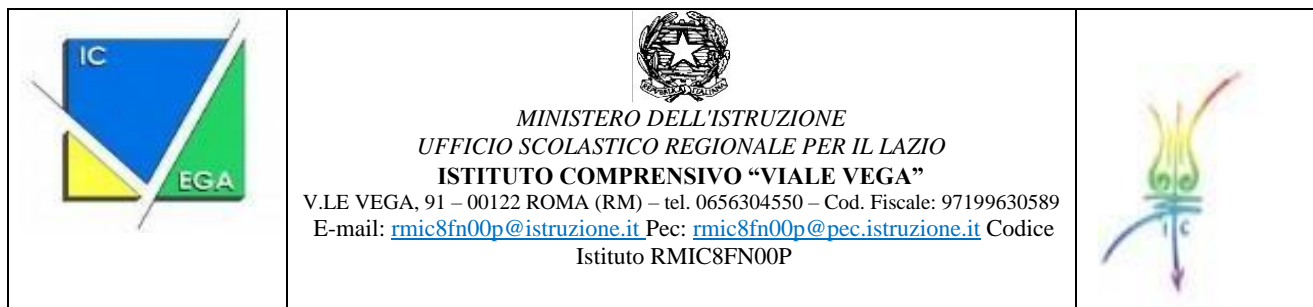 IC
EGA
REPVBBLICA ITALIANA
MINISTERO DELL'ISTRUZIONE
UFFICIO SCOLASTICO REGIONALE PER IL LAZIO
ISTITUTO COMPRENSIVO “VIALE VEGA”
V.LE VEGA, 91 – 00122 ROMA (RM) – tel. 0656304550 – Cod. Fiscale: 97199630589
E-mail: rmic8fn00p@istruzione.it Pec: rmic8fn00p@pec.istruzione.it Codice
Istituto RMIC8FN00P
I C